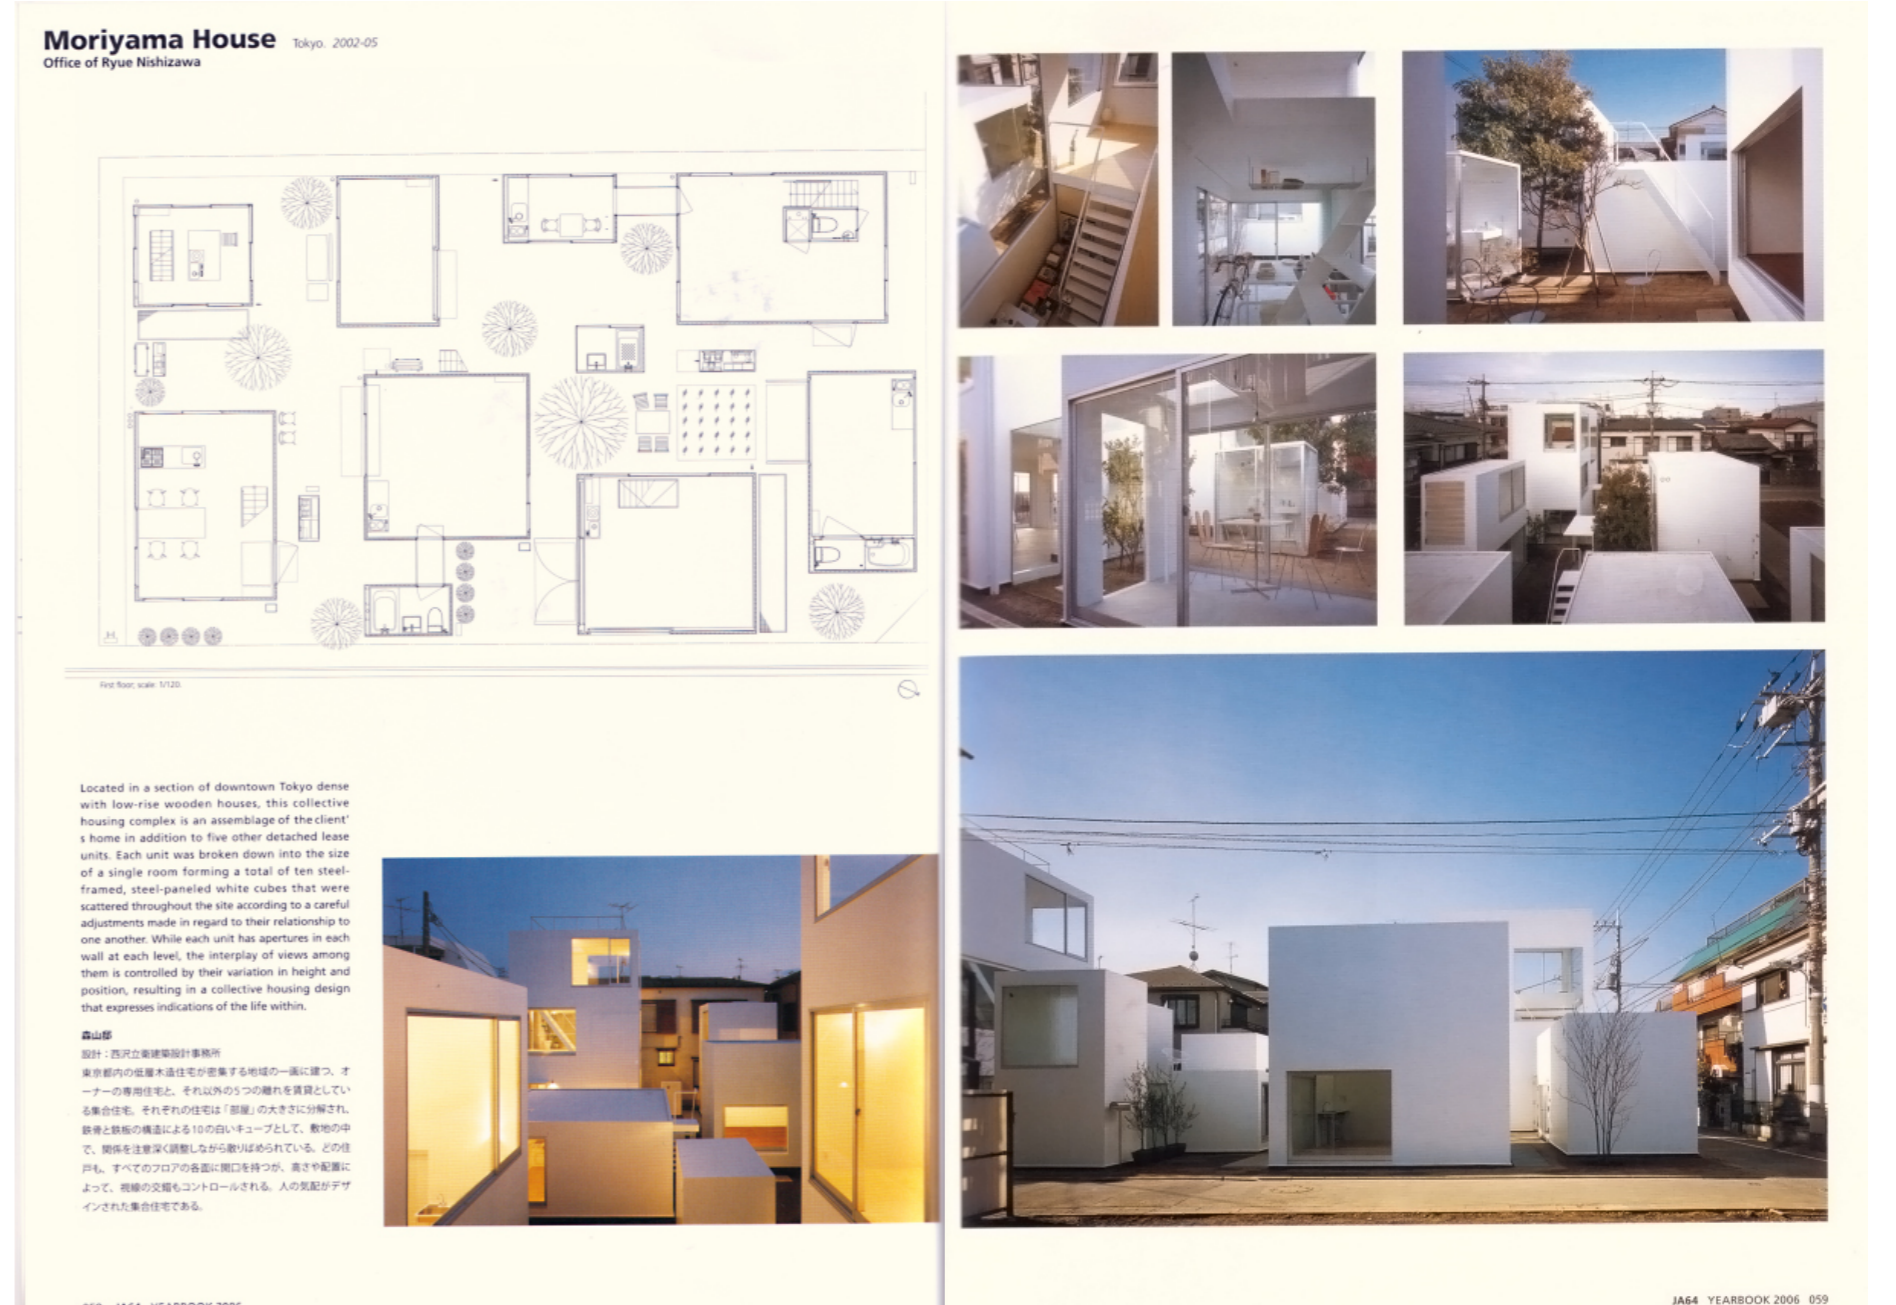 Moriyama House Tokyo. 2002-05
Office of Ryue Nishizawa
First floor; scale: 1/120.
Located in a section of downtown Tokyo dense
with low-rise wooden houses, this collective
housing complex is an assemblage of the client'
s home in addition to five other detached lease
units. Each unit was broken down into the size
of a single room forming a total of ten steel-
framed, steel-paneled white cubes that were
scattered throughout the site according to a careful
adjustments made in regard to their relationship to
one another. While each unit has apertures in each
wall at each level, the interplay of views among
them is controlled by their variation in height and
position, resulting in a collective housing design
that expresses indications of the life within.
森山邸
設計：西沢立衛建築設計事務所
東京都内の低層木造住宅が密集する地域の一画に建つ、オ
ーナーの専用住宅と、それ以外の5つの離れを賃貸としてい
る集合住宅。それぞれの住宅は「部屋」の大きさに分解され、
鉄骨と鉄板の構造による10の白いキューブとして、敷地の中
で、関係を注意深く調整しながら散りばめられている。どの住
戸も、すべてのフロアの各面に開口を持つが、高さや配置に
よって、視線の交錯もコントロールされる。人の気配がデザ
インされた集合住宅である。
JA64 YEARBOOK 2006
JA64 YEARBOOK 2006 059